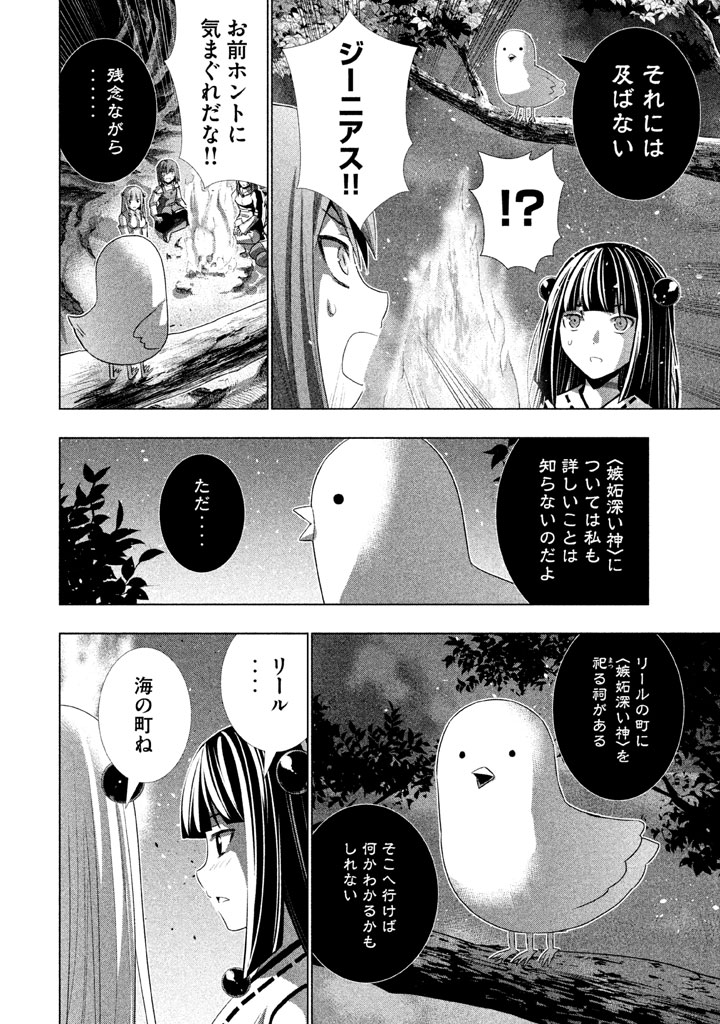 それには
及ばない
!?
ジーニアス!!
お前ホントに
気まぐれだな!!
残念ながら
・・・・・
〈嫉妬深い神〉に
ついては私も
詳しいことは
知らないのだよ
ただ・・・・
リールの町に
〈嫉妬深い神〉を
祀る祠がある
まつ
そこへ行けば
何かわかるかも
しれない
リール
・・・・
海の町ね